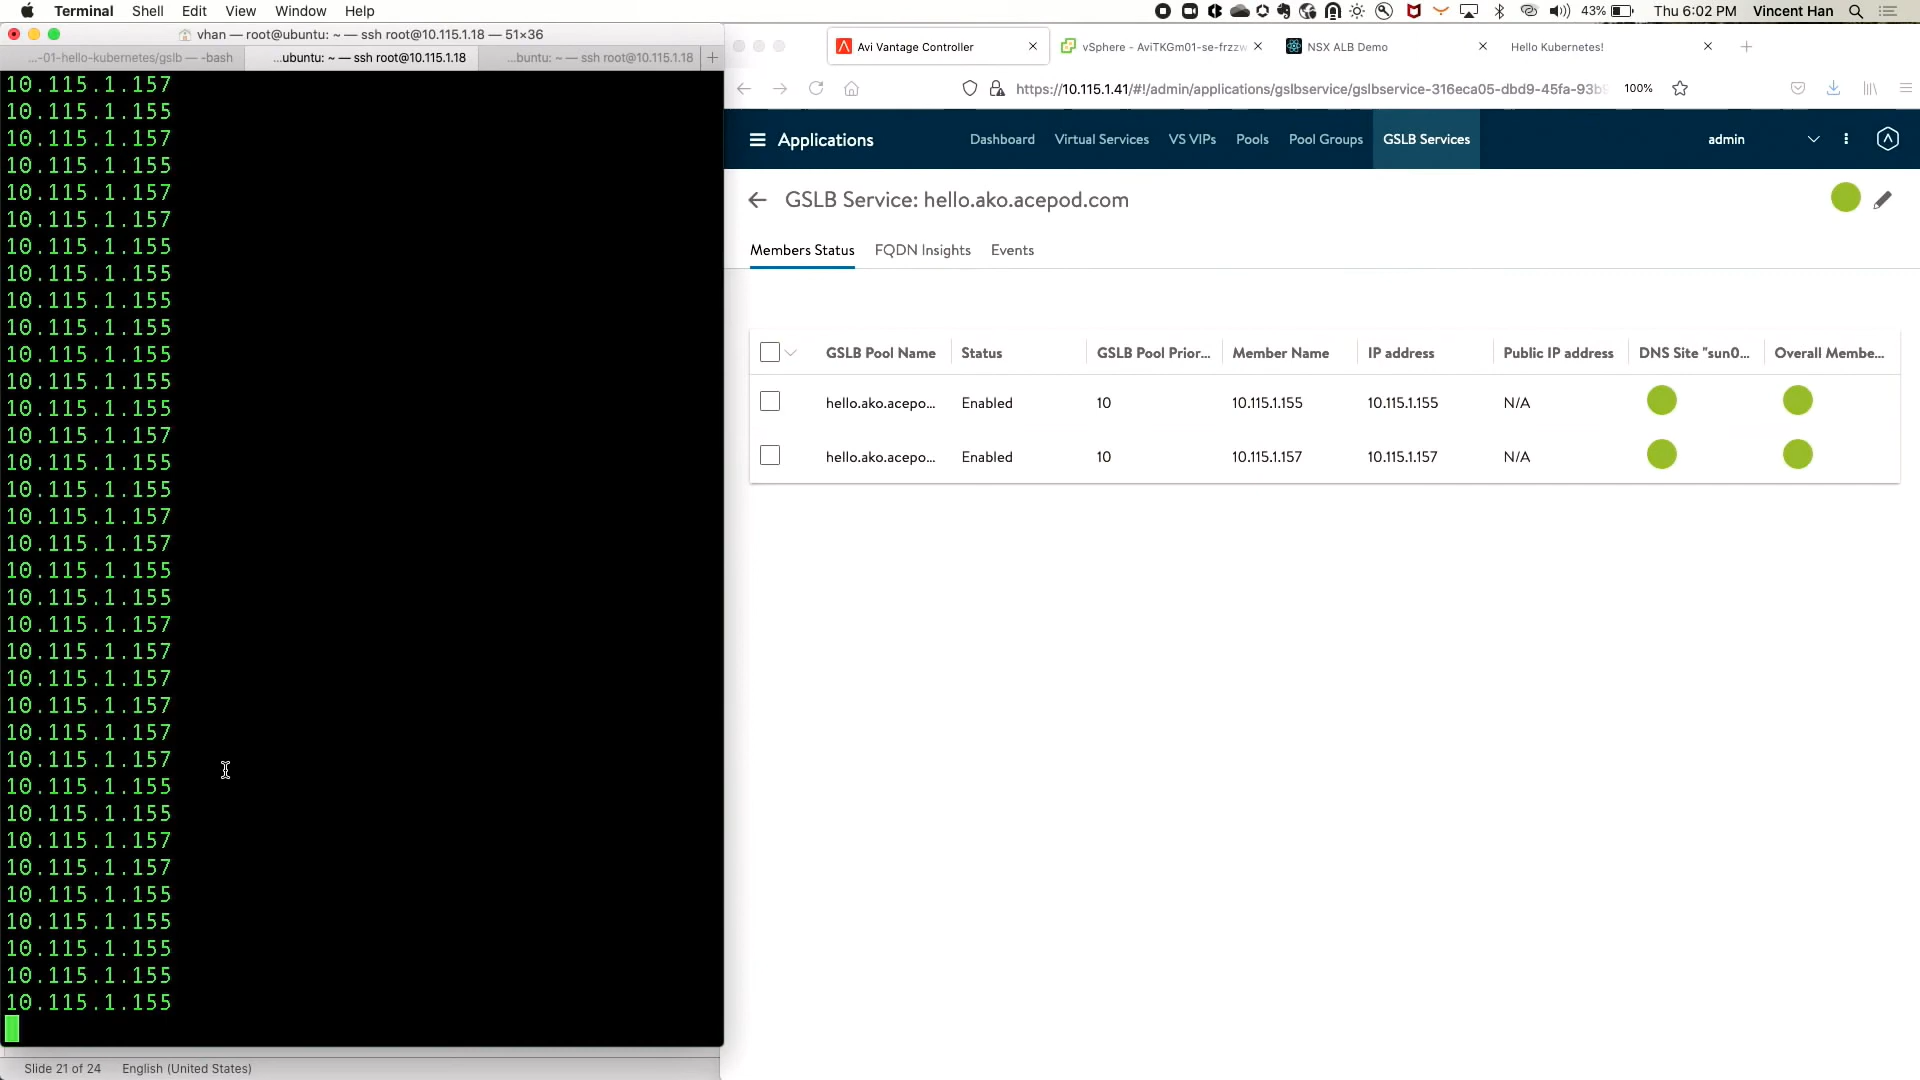 Terminal Shell Edit View Window Help 43% Thu 6:02 PM Vincent Han
vhan — root@ubuntu: ~ — ssh root@10.115.1.18 — 51×36
...-01-hello-kubernetes/gslb — -bash ...ubuntu: ~ — ssh root@10.115.1.18 ...buntu: ~ — ssh root@10.115.1.18
10.115.1.157
10.115.1.155
10.115.1.157
10.115.1.155
10.115.1.157
10.115.1.157
10.115.1.155
10.115.1.155
10.115.1.155
10.115.1.155
10.115.1.155
10.115.1.155
10.115.1.155
10.115.1.157
10.115.1.155
10.115.1.155
10.115.1.157
10.115.1.157
10.115.1.155
10.115.1.155
10.115.1.157
10.115.1.157
10.115.1.157
10.115.1.157
10.115.1.157
10.115.1.157
10.115.1.155
10.115.1.155
10.115.1.157
10.115.1.157
10.115.1.155
10.115.1.155
10.115.1.155
10.115.1.155
10.115.1.155
Slide 21 of 24 English (United States)
Avi Vantage Controller vSphere - AviTKGm01-se-frzzw NSX ALB Demo Hello Kubernetes!
https://10.115.1.41/#!/admin/applications/gslbservice/gslbservice-316eca05-dbd9-45fa-93b9 100%
Applications Dashboard Virtual Services VS VIPs Pools Pool Groups GSLB Services admin
GSLB Service: hello.ako.acepod.com
Members Status FQDN Insights Events
GSLB Pool Name Status GSLB Pool Prior... Member Name IP address Public IP address DNS Site "sun0... Overall Membe...
hello.ako.acepo... Enabled 10 10.115.1.155 10.115.1.155 N/A
hello.ako.acepo... Enabled 10 10.115.1.157 10.115.1.157 N/A